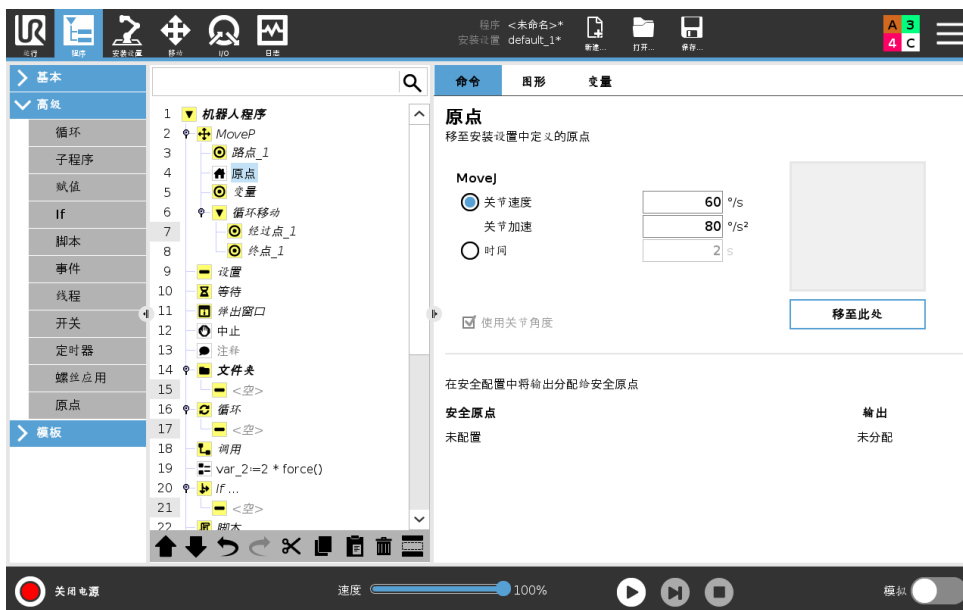 UR
程序 <未命名>*
安装设置 default_1*
运行 程序 安装设置 移动 I/O 日志
新建... 打开... 保存...
A 3
4 C
基本
高级
循环
子程序
赋值
If
脚本
事件
线程
开关
定时器
螺丝应用
原点
模板
1 机器人程序
2 MoveP
3 路点_1
4 原点
5 变量
6 循环移动
7 经过点_1
8 终点_1
9 设置
10 等待
11 弹出窗口
12 中止
13 注释
14 文件夹
15 <空>
16 循环
17 <空>
18 调用
19 var_2≔2 * force()
20 If ...
21 <空>
22 脚本
命令 图形 变量
原点
移至安装设置中定义的原点
MoveJ
关节速度 60 °/s
关节加速 80 °/s²
时间 2 s
移至此处
使用关节角度
在安全配置中将输出分配给安全原点
安全原点 输出
未配置 未分配
关闭电源
速度 100%
模拟